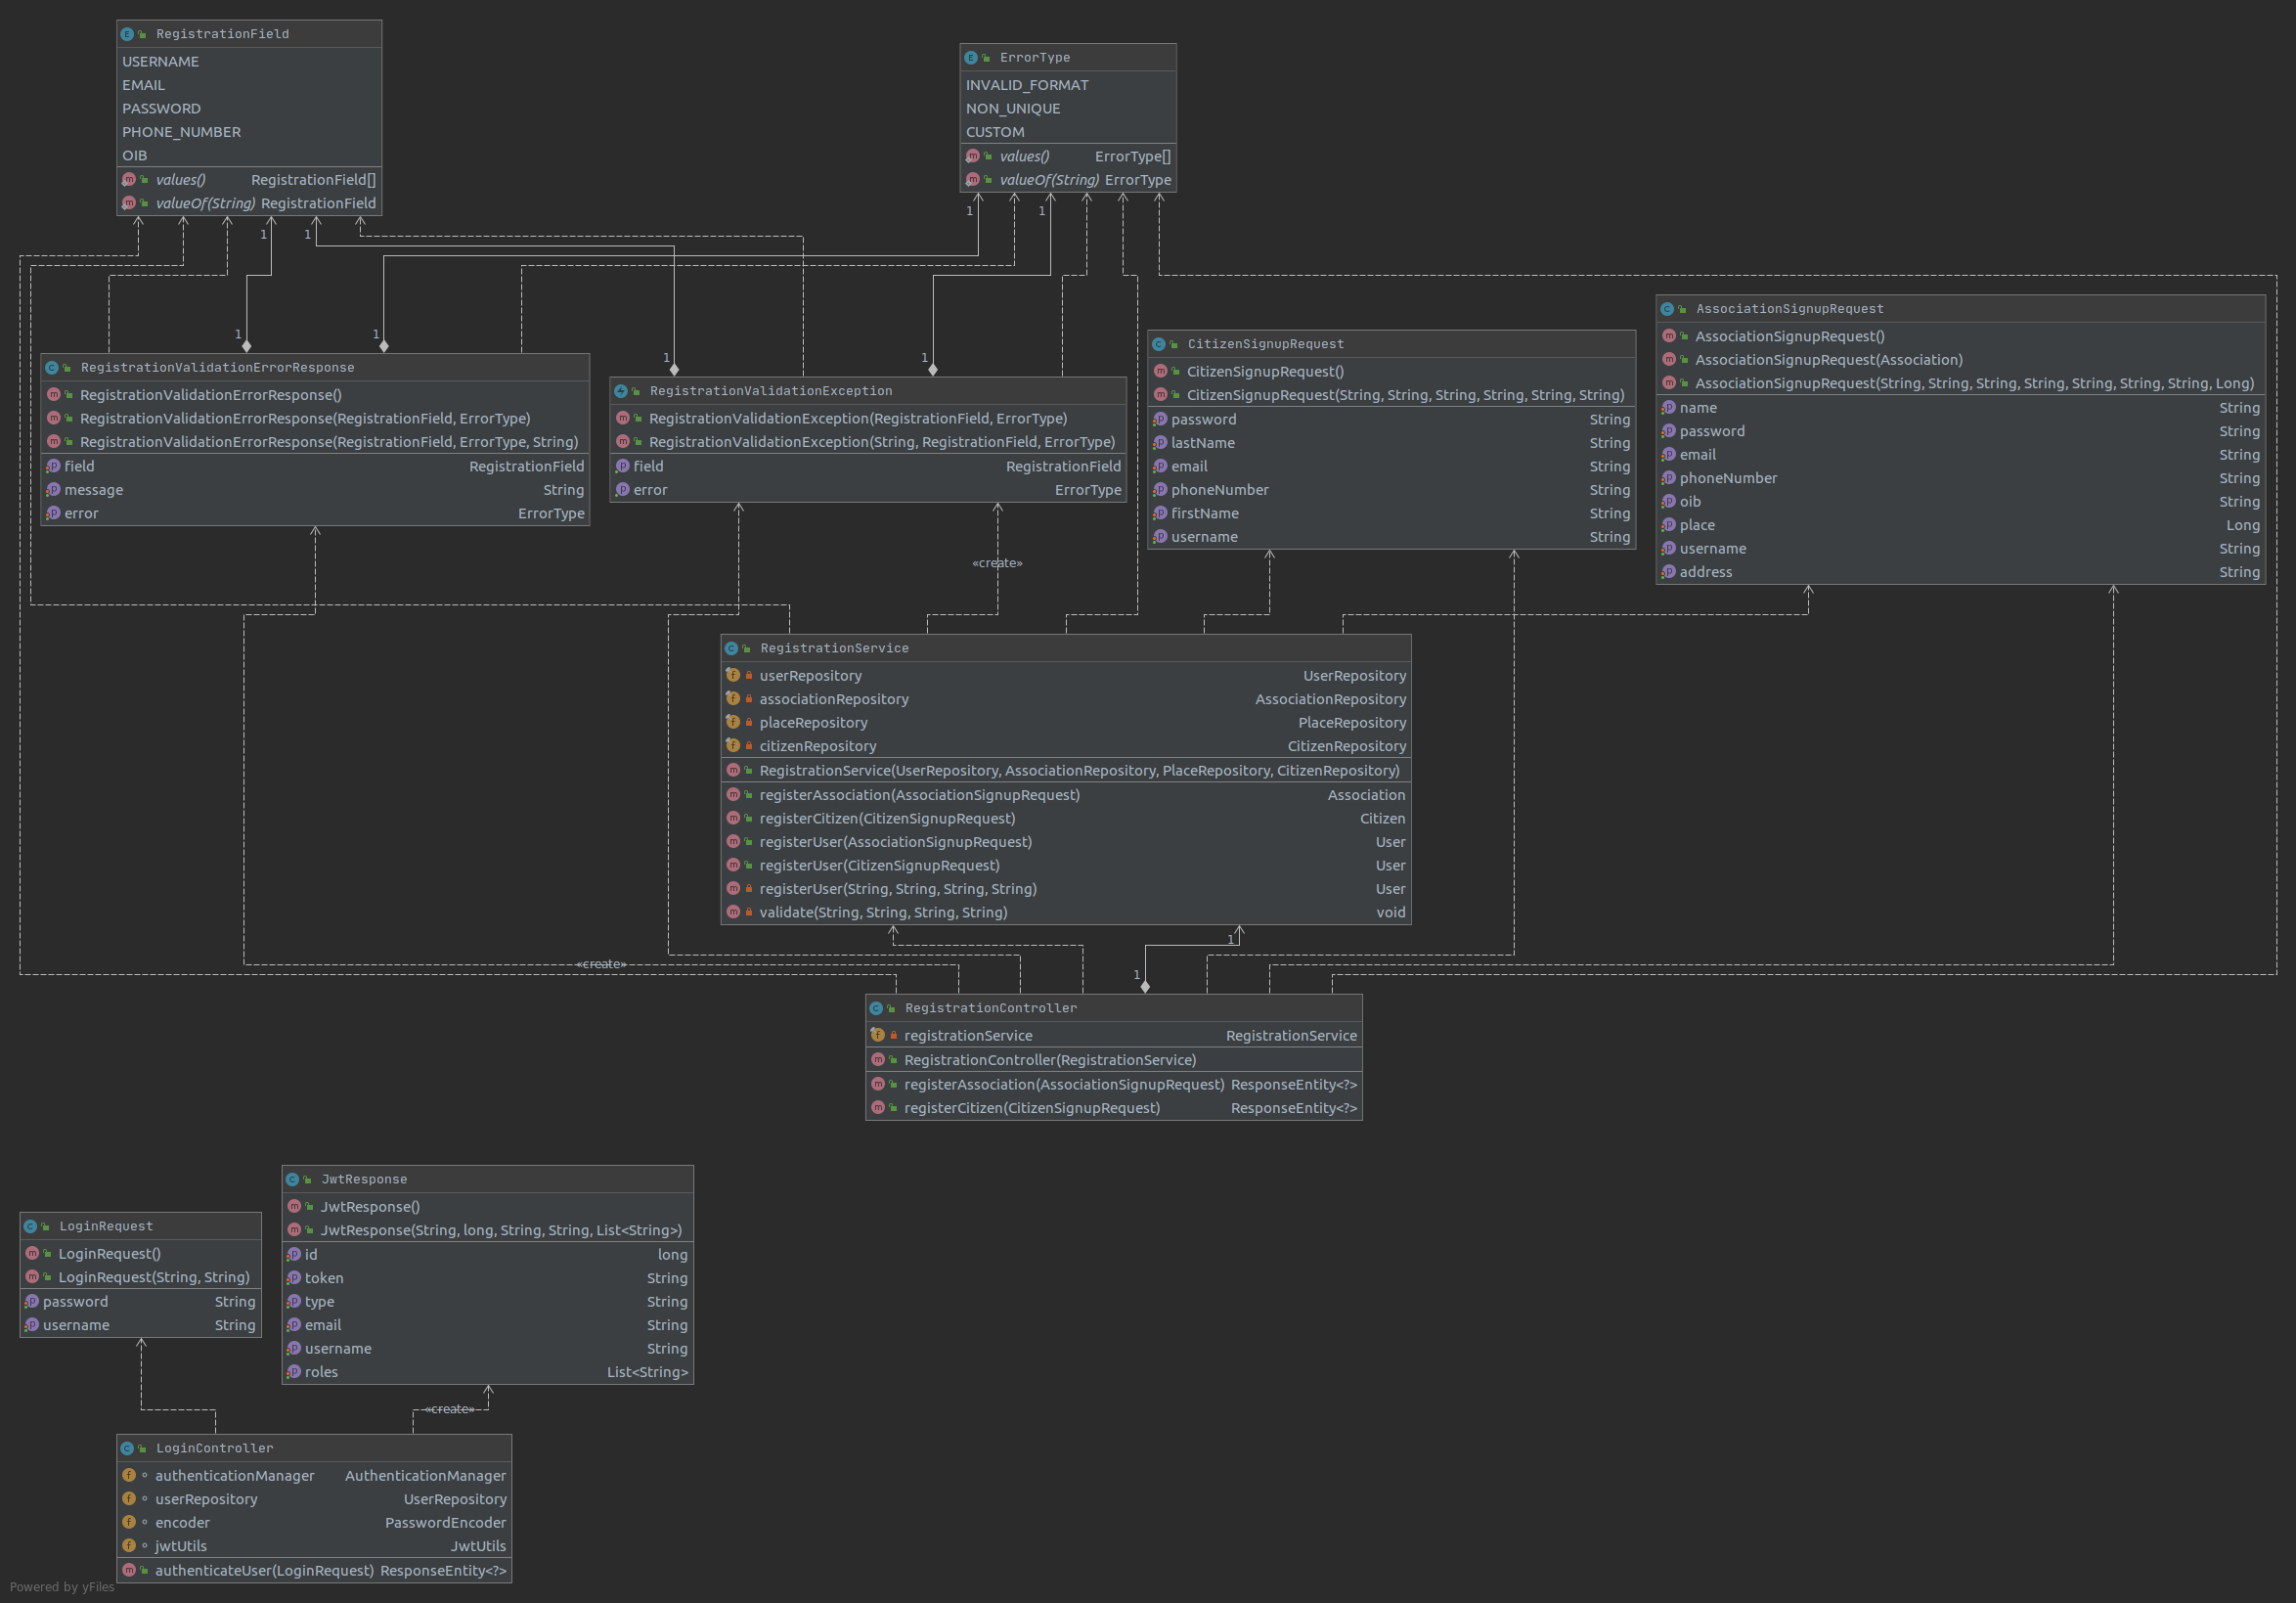 RegistrationField
USERNAME
EMAIL
PASSWORD
PHONE_NUMBER
OIB
values() RegistrationField[]
valueOf(String) RegistrationField
ErrorType
INVALID_FORMAT
NON_UNIQUE
CUSTOM
values() ErrorType[]
valueOf(String) ErrorType
1
1
1
1
1
1
1
1
RegistrationValidationErrorResponse
RegistrationValidationErrorResponse()
RegistrationValidationErrorResponse(RegistrationField, ErrorType)
RegistrationValidationErrorResponse(RegistrationField, ErrorType, String)
field RegistrationField
message String
error ErrorType
RegistrationValidationException
RegistrationValidationException(RegistrationField, ErrorType)
RegistrationValidationException(String, RegistrationField, ErrorType)
field RegistrationField
error ErrorType
CitizenSignupRequest
CitizenSignupRequest()
CitizenSignupRequest(String, String, String, String, String, String)
password String
lastName String
email String
phoneNumber String
firstName String
username String
AssociationSignupRequest
AssociationSignupRequest()
AssociationSignupRequest(Association)
AssociationSignupRequest(String, String, String, String, String, String, String, Long)
name String
password String
email String
phoneNumber String
oib String
place Long
username String
address String
«create»
RegistrationService
userRepository UserRepository
associationRepository AssociationRepository
placeRepository PlaceRepository
citizenRepository CitizenRepository
RegistrationService(UserRepository, AssociationRepository, PlaceRepository, CitizenRepository)
registerAssociation(AssociationSignupRequest) Association
registerCitizen(CitizenSignupRequest) Citizen
registerUser(AssociationSignupRequest) User
registerUser(CitizenSignupRequest) User
registerUser(String, String, String, String) User
validate(String, String, String, String) void
1
«create»
1
RegistrationController
registrationService RegistrationService
RegistrationController(RegistrationService)
registerAssociation(AssociationSignupRequest) ResponseEntity<?>
registerCitizen(CitizenSignupRequest) ResponseEntity<?>
JwtResponse
JwtResponse()
JwtResponse(String, long, String, String, List<String>)
id long
token String
type String
email String
username String
roles List<String>
LoginRequest
LoginRequest()
LoginRequest(String, String)
password String
username String
«create»
LoginController
authenticationManager AuthenticationManager
userRepository UserRepository
encoder PasswordEncoder
jwtUtils JwtUtils
authenticateUser(LoginRequest) ResponseEntity<?>
Powered by yFiles